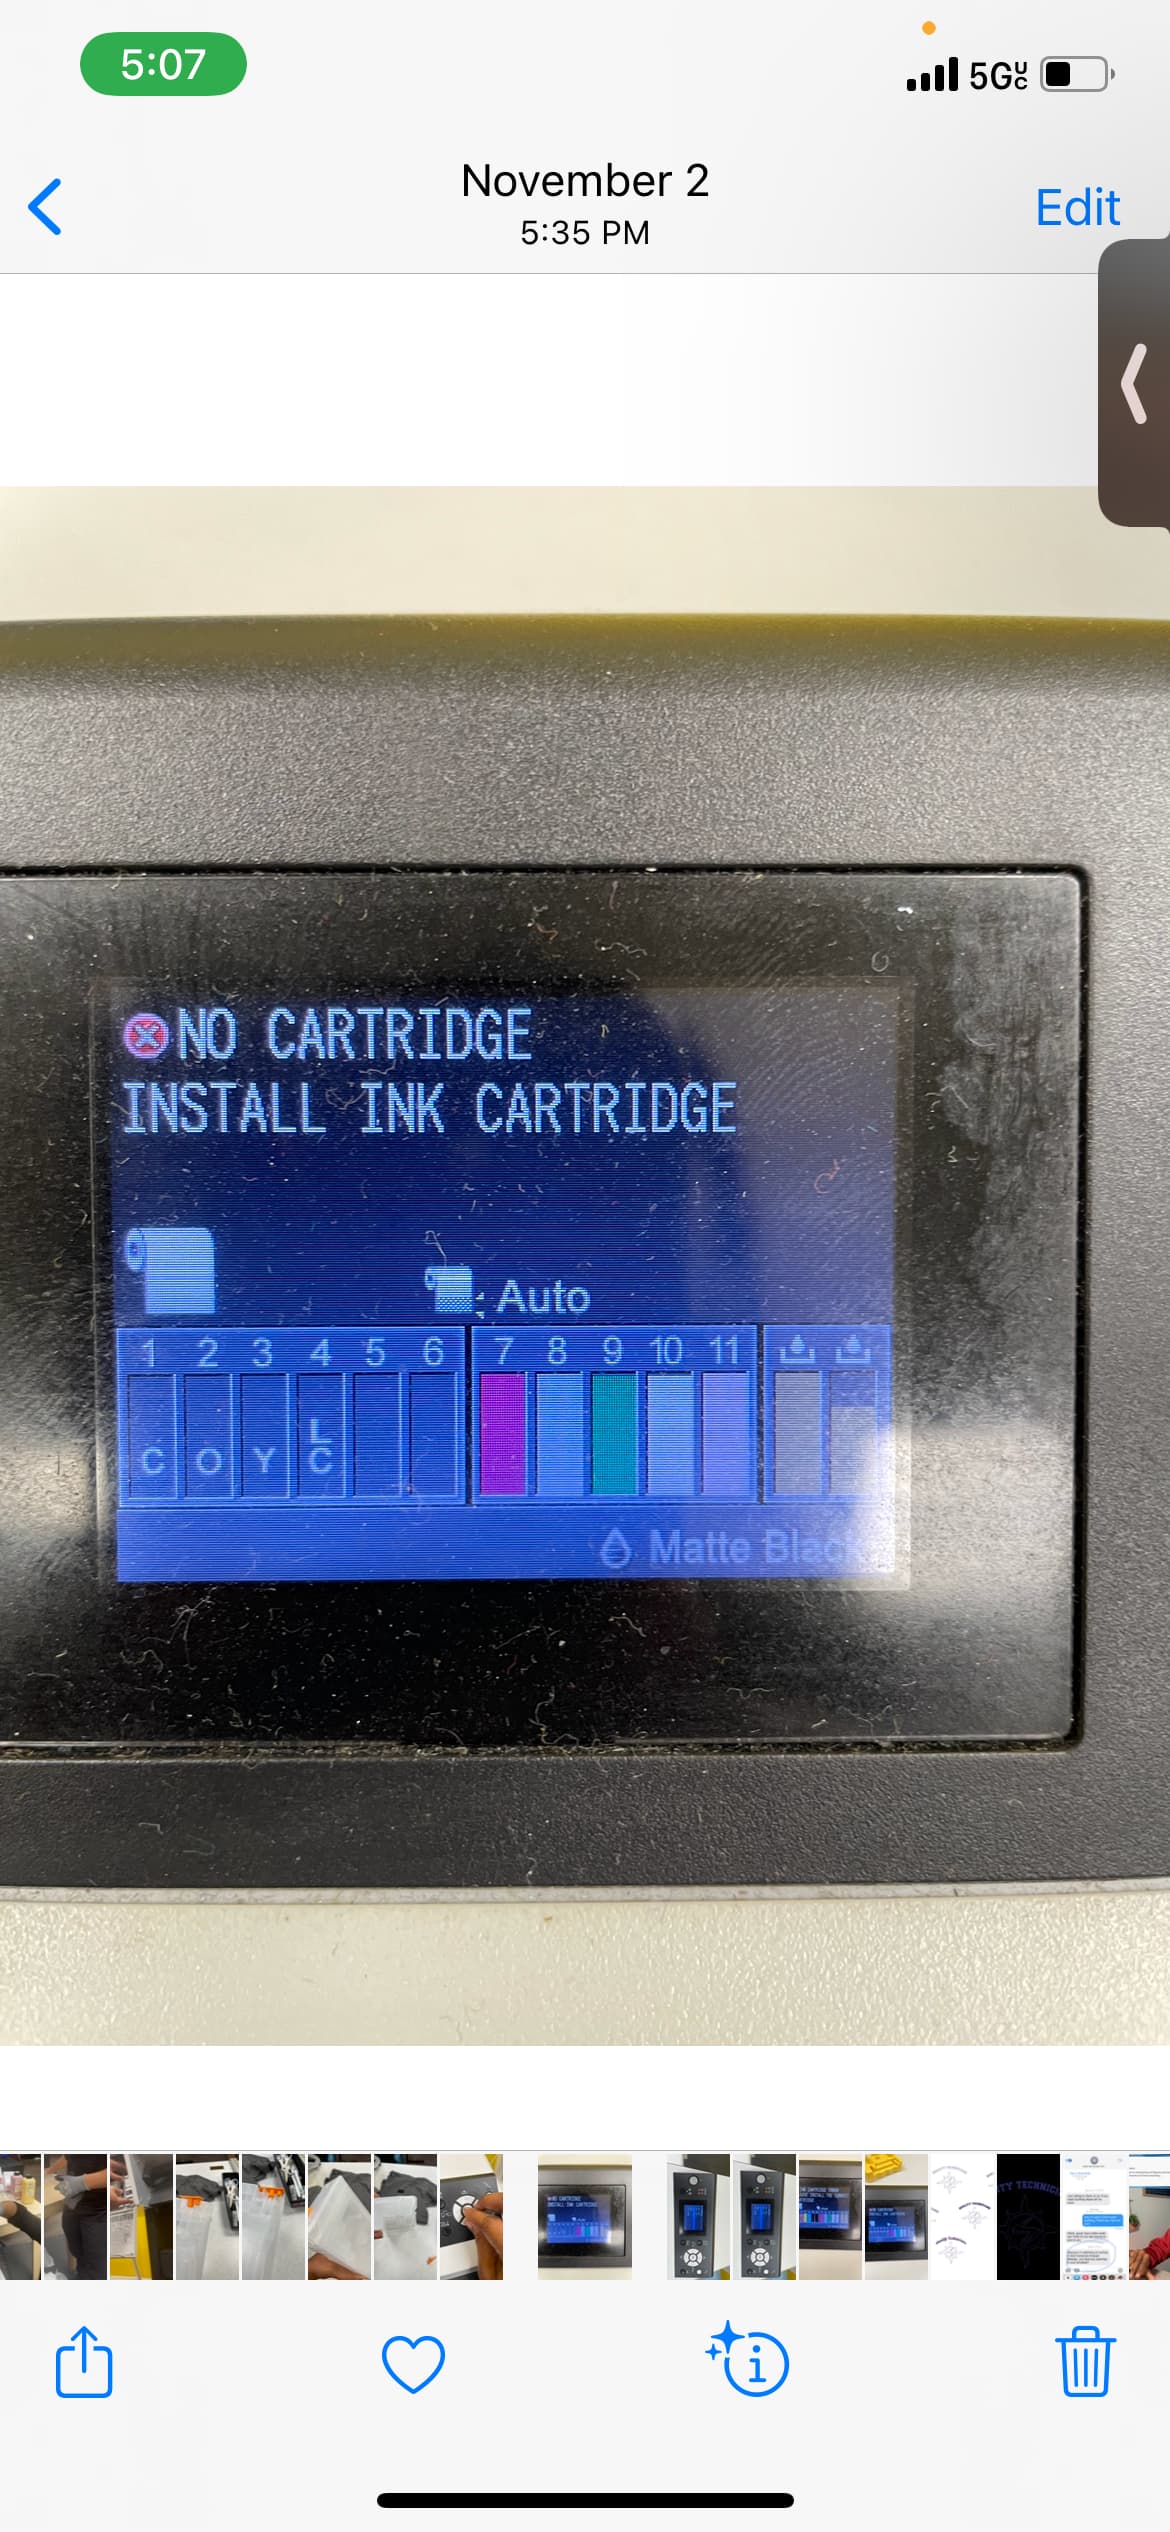 5:07
5G UC
November 2
5:35 PM
Edit
NO CARTRIDGE
INSTALL INK CARTRIDGE
Auto
1 2 3 4 5 6 7 8 9 10 11
C O Y LC
Matte Black